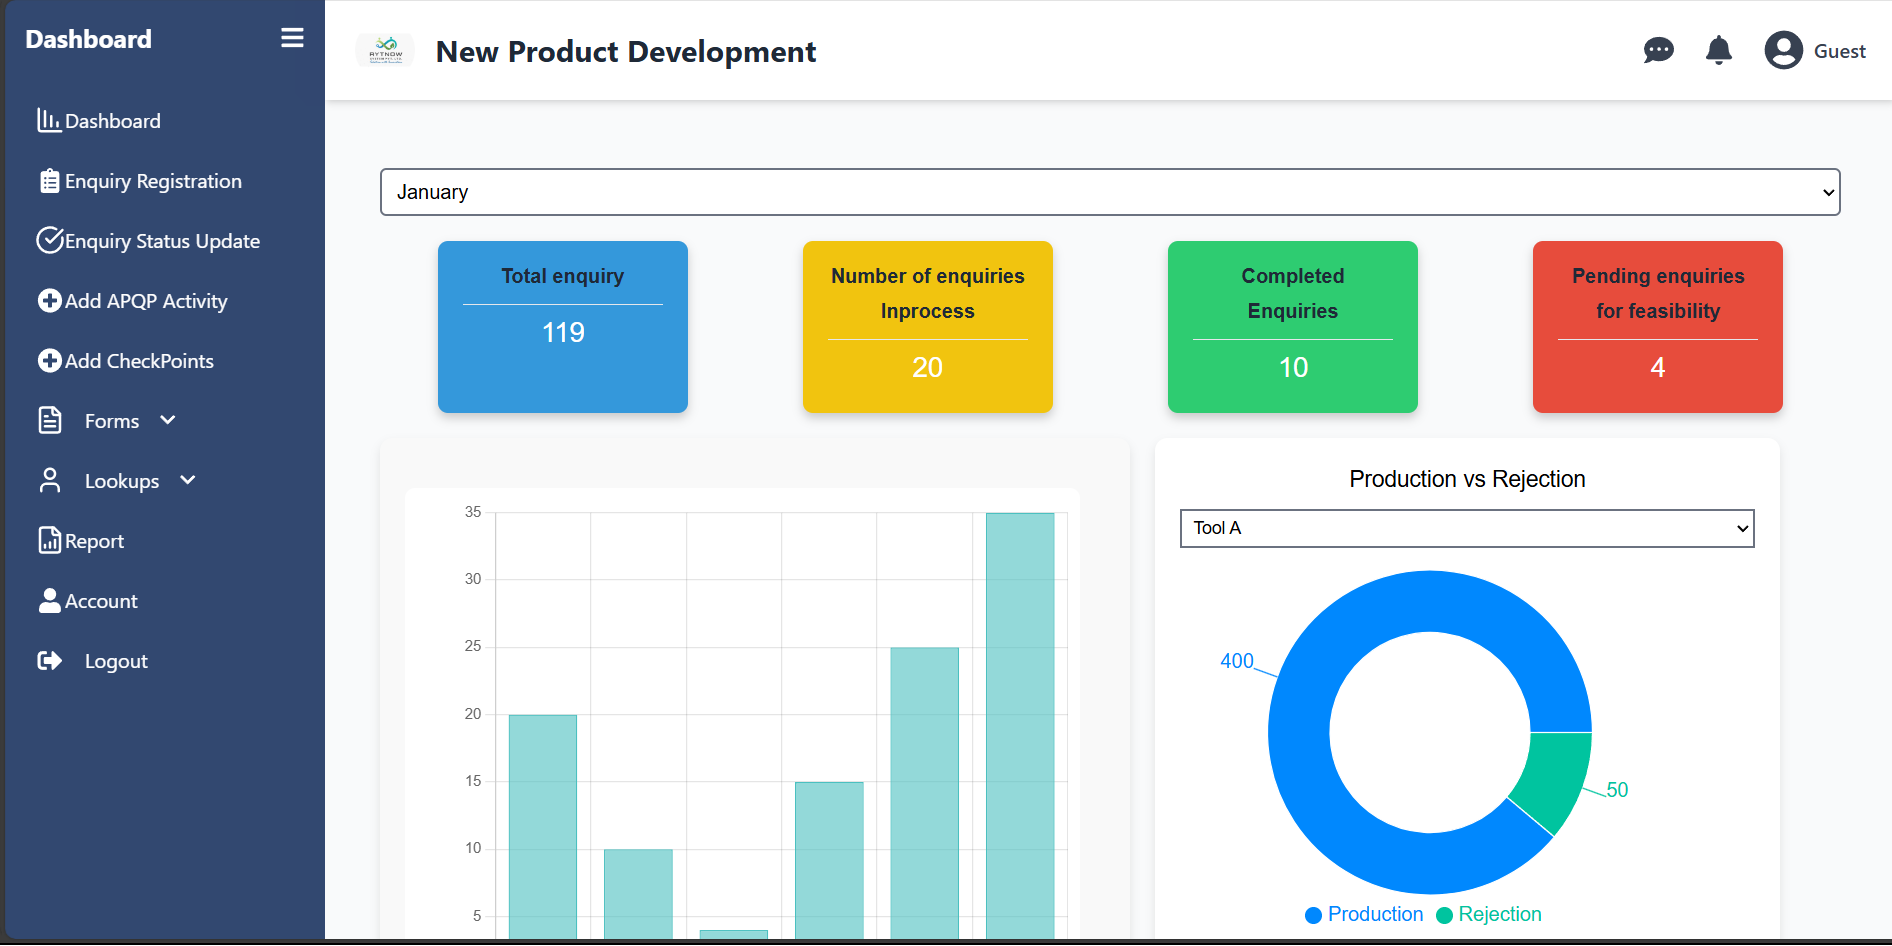 Dashboard
RYTNOW
New Product Development
Guest
Dashboard
Enquiry Registration
Enquiry Status Update
Add APQP Activity
Add CheckPoints
Forms
Lookups
Report
Account
Logout
January
Total enquiry
119
Number of enquiries
Inprocess
20
Completed
Enquiries
10
Pending enquiries
for feasibility
4
35
30
25
20
15
10
5
Production vs Rejection
Tool A
400
50
Production
Rejection